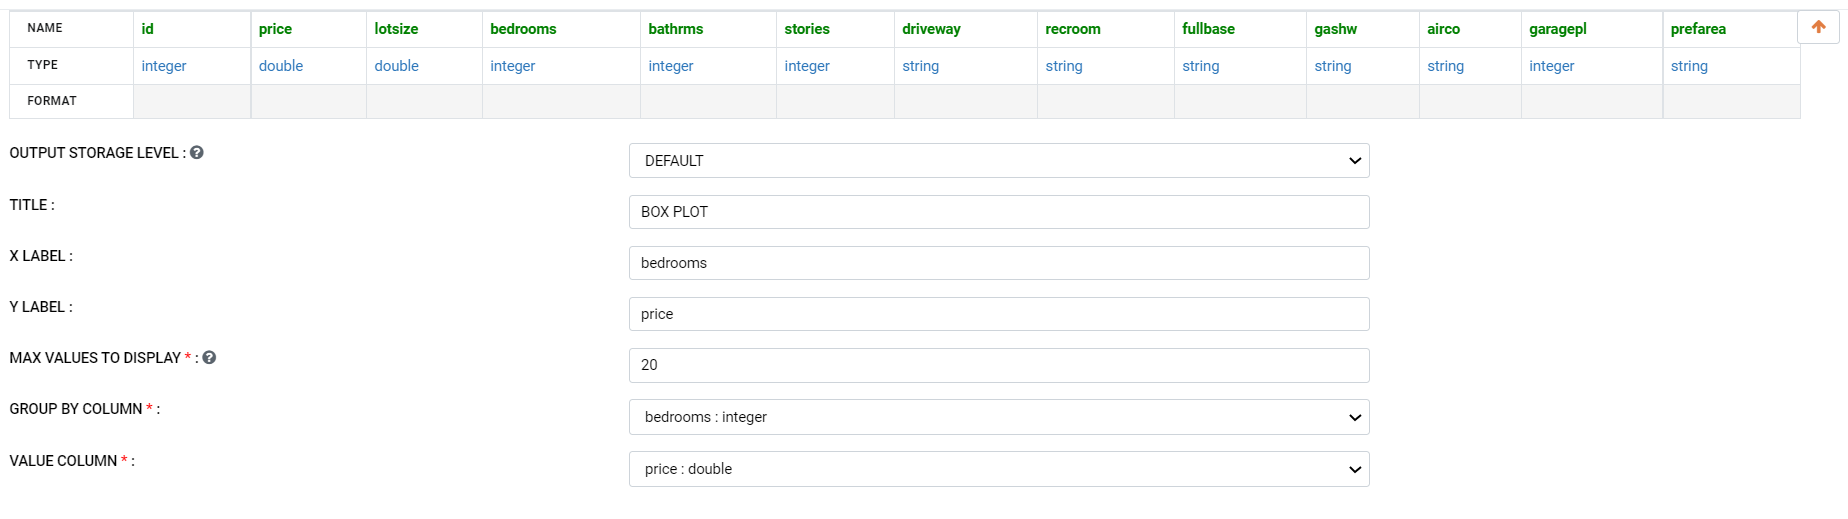 NAME id price lotsize bedrooms bathrms stories driveway recroom fullbase gashw airco garagepl prefarea
TYPE integer double double integer integer integer string string string string string integer string
FORMAT
OUTPUT STORAGE LEVEL : ?
DEFAULT
TITLE :
BOX PLOT
X LABEL :
bedrooms
Y LABEL :
price
MAX VALUES TO DISPLAY * : ?
20
GROUP BY COLUMN * :
bedrooms : integer
VALUE COLUMN * :
price : double